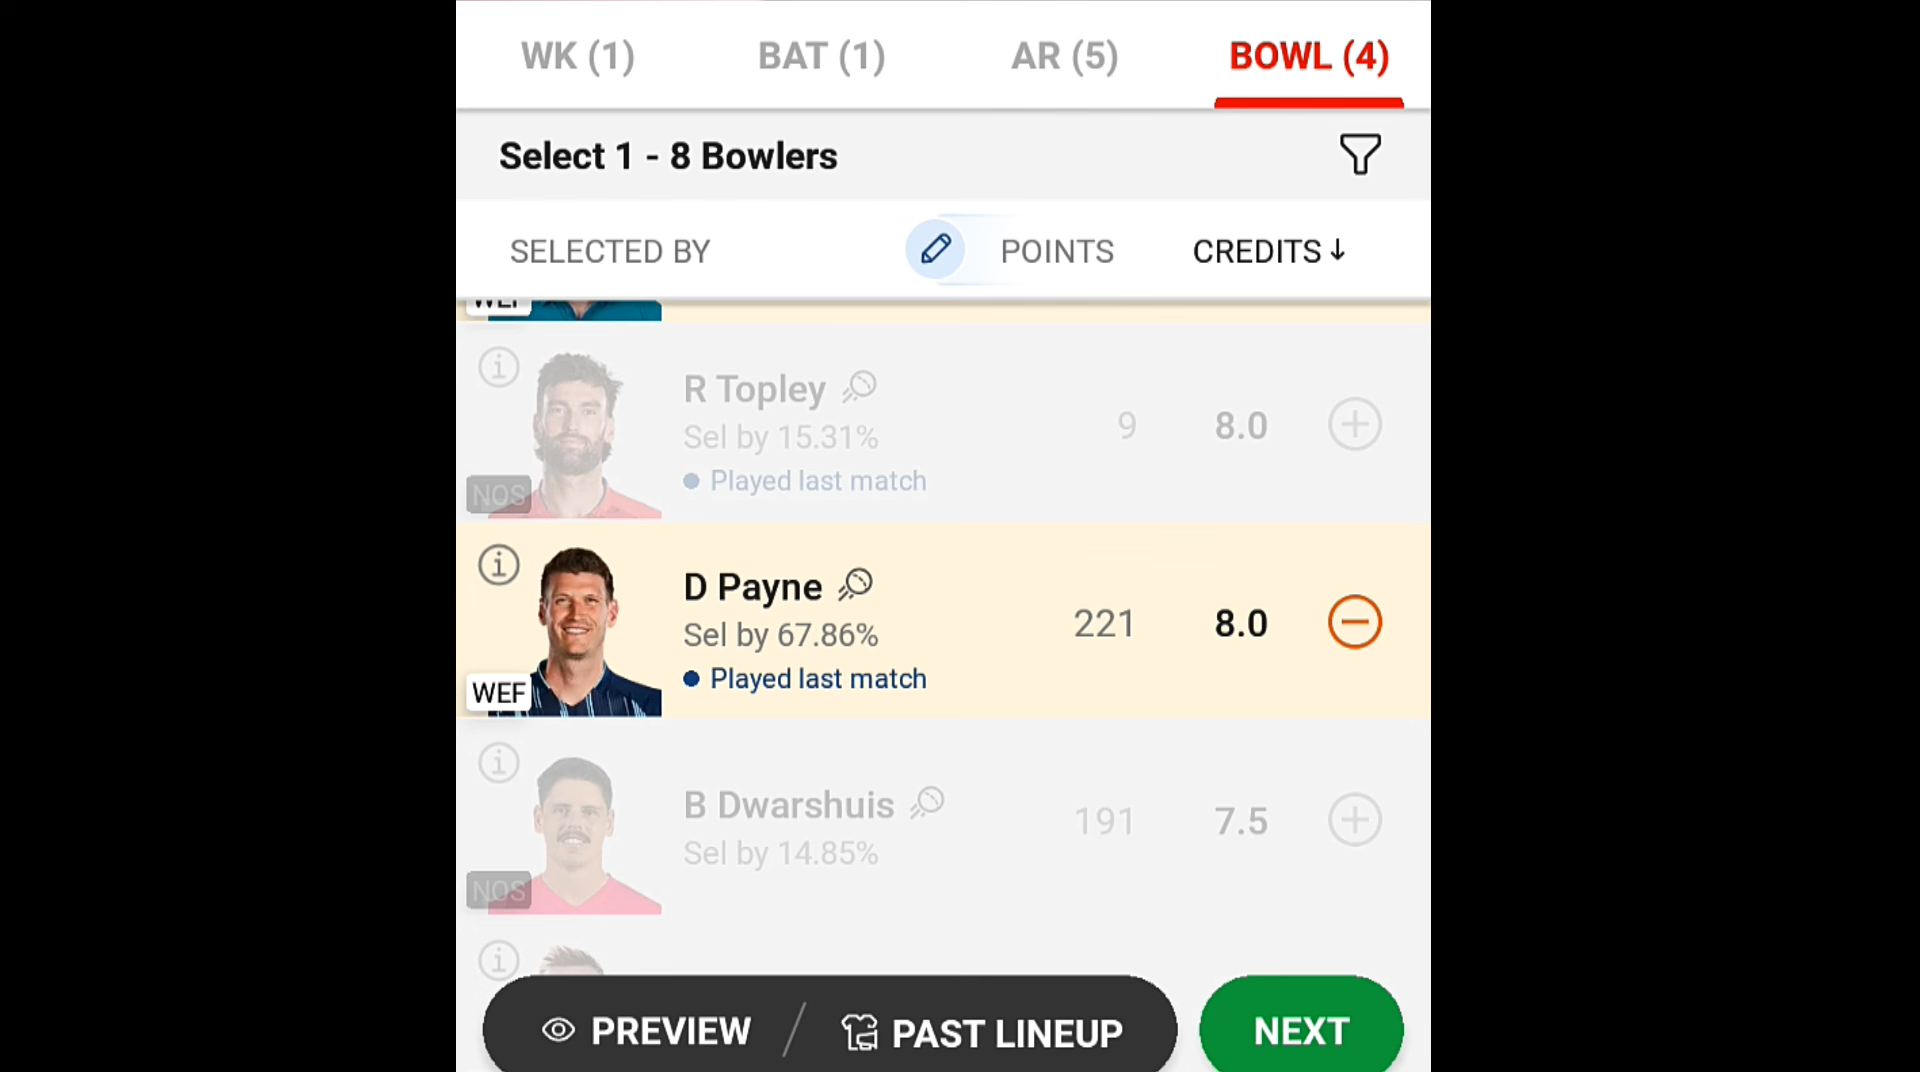 WK (1) BAT (1) AR (5) BOWL (4)
Select 1 - 8 Bowlers
SELECTED BY POINTS CREDITS↓
WEF
R Topley
Sel by 15.31% 9 8.0
Played last match
NOS
D Payne
Sel by 67.86% 221 8.0
Played last match
WEF
B Dwarshuis 191 7.5
Sel by 14.85%
NOS
PREVIEW / PAST LINEUP NEXT